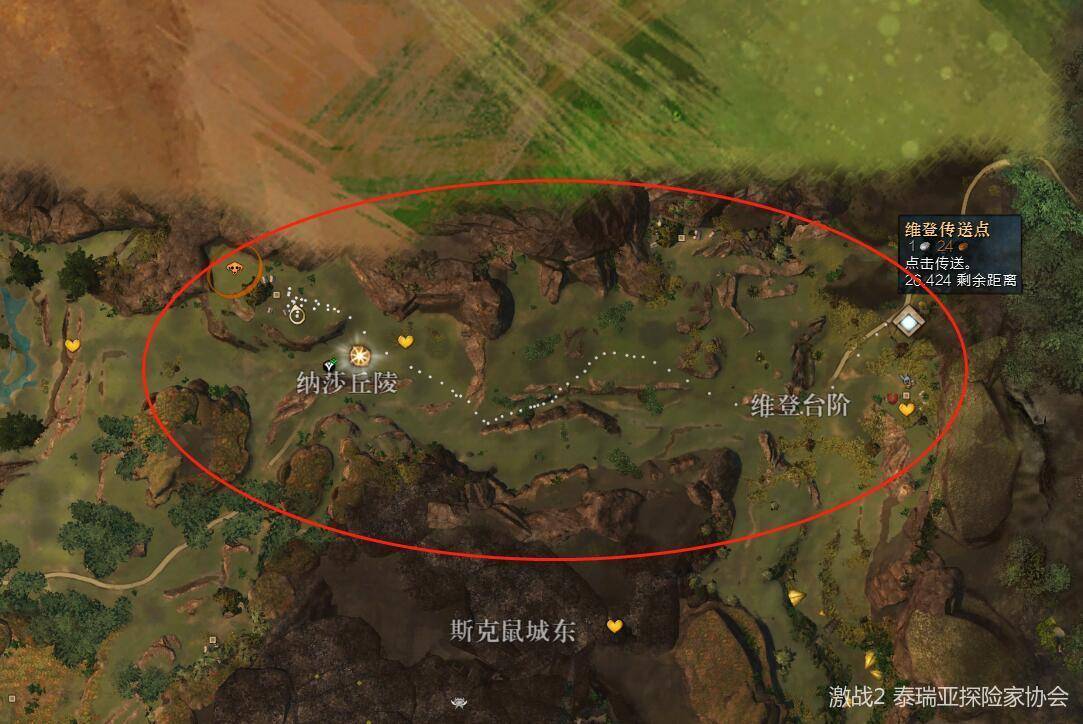 维登传送点
1 24
点击传送。
26,424 剩余距离
纳莎丘陵
维登台阶
斯克鼠城东
激战2 泰瑞亚探险家协会